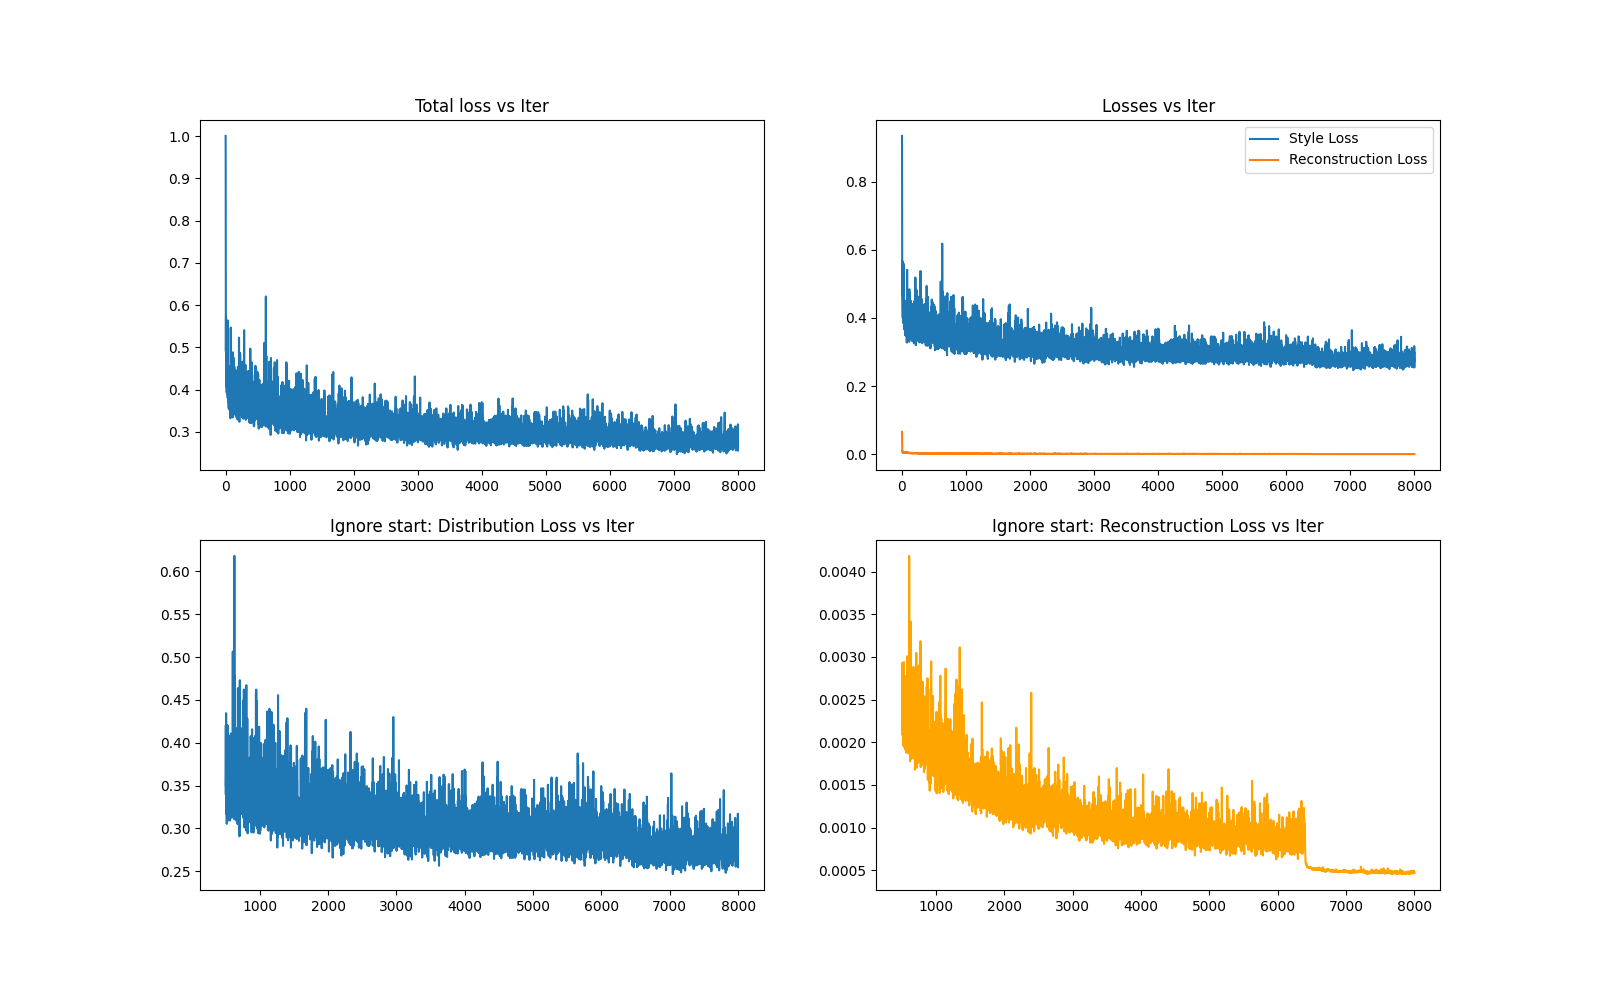 Total loss vs Iter
1.0
0.9
0.8
0.7
0.6
0.5
0.4
0.3
0 1000 2000 3000 4000 5000 6000 7000 8000
Losses vs Iter
Style Loss
Reconstruction Loss
0.8
0.6
0.4
0.2
0.0
0 1000 2000 3000 4000 5000 6000 7000 8000
Ignore start: Distribution Loss vs Iter
0.60
0.55
0.50
0.45
0.40
0.35
0.30
0.25
1000 2000 3000 4000 5000 6000 7000 8000
Ignore start: Reconstruction Loss vs Iter
0.0040
0.0035
0.0030
0.0025
0.0020
0.0015
0.0010
0.0005
1000 2000 3000 4000 5000 6000 7000 8000